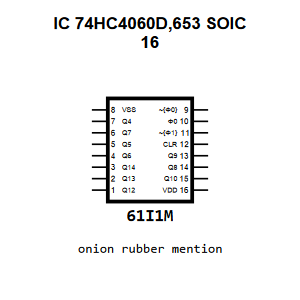 IC 74HC4060D,653 SOIC
16
8 VSS ~{Φ0} 9
7 Q4 Φ0 10
6 Q7 ~{Φ1} 11
5 Q5 CLR 12
4 Q6 Q9 13
3 Q14 Q8 14
2 Q13 Q10 15
1 Q12 VDD 16
61I1M
onion rubber mention